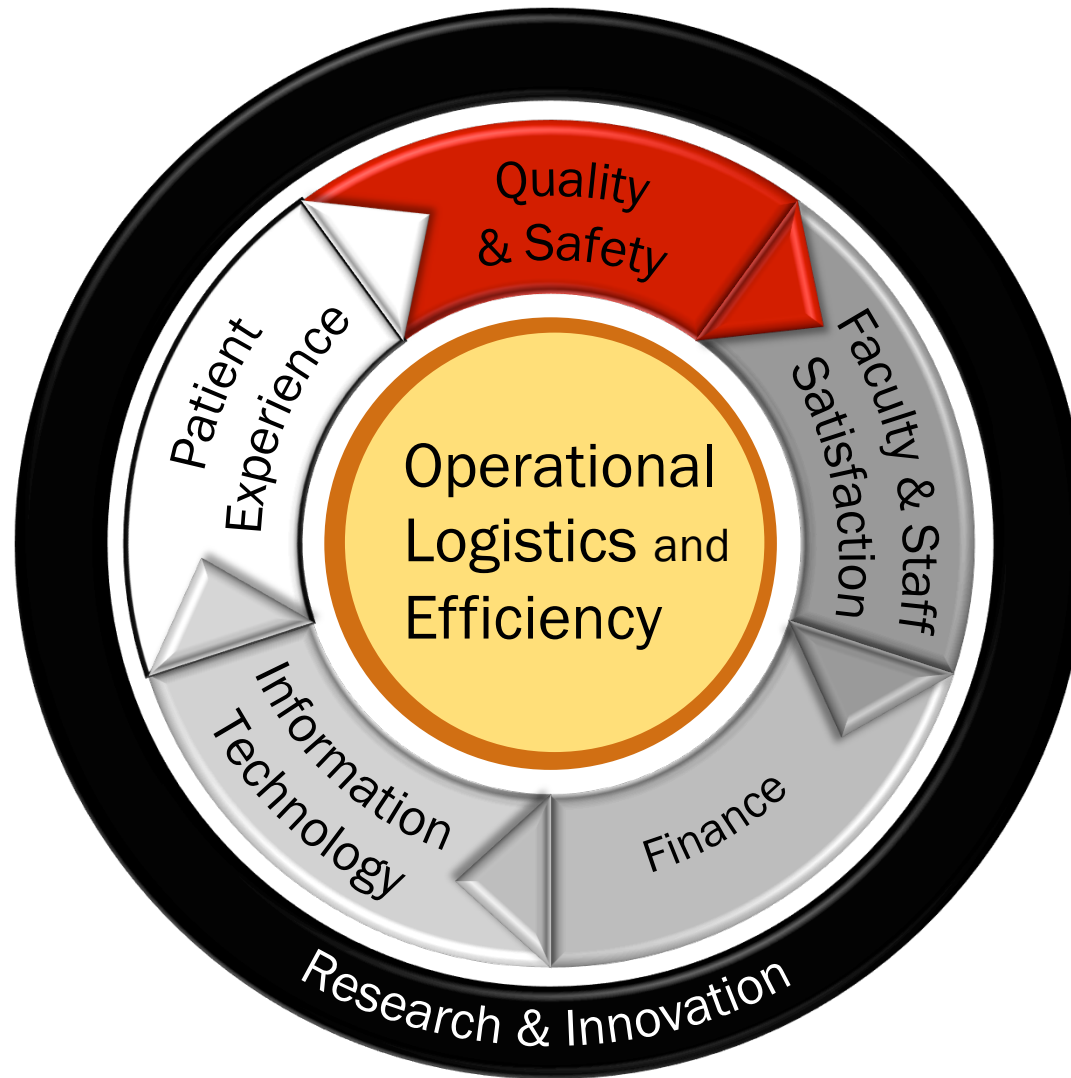 Quality
& Safety
Faculty & Staff
Satisfaction
Finance
Information
Technology
Patient
Experience
Operational
Logistics and
Efficiency
Research & Innovation